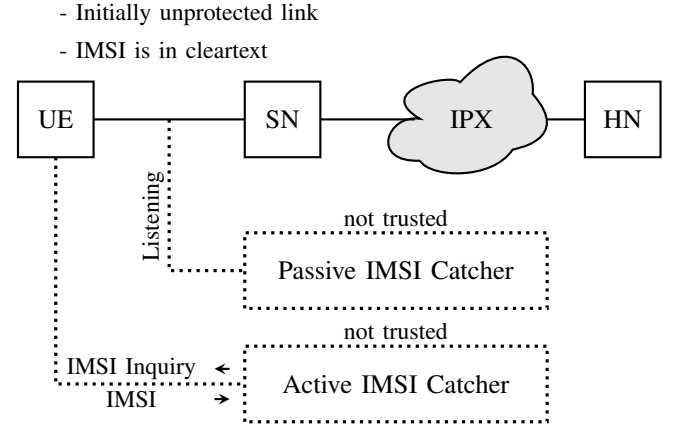 - Initially unprotected link
- IMSI is in cleartext
UE
SN
IPX
HN
Listening
not trusted
Passive IMSI Catcher
not trusted
IMSI Inquiry
IMSI
Active IMSI Catcher